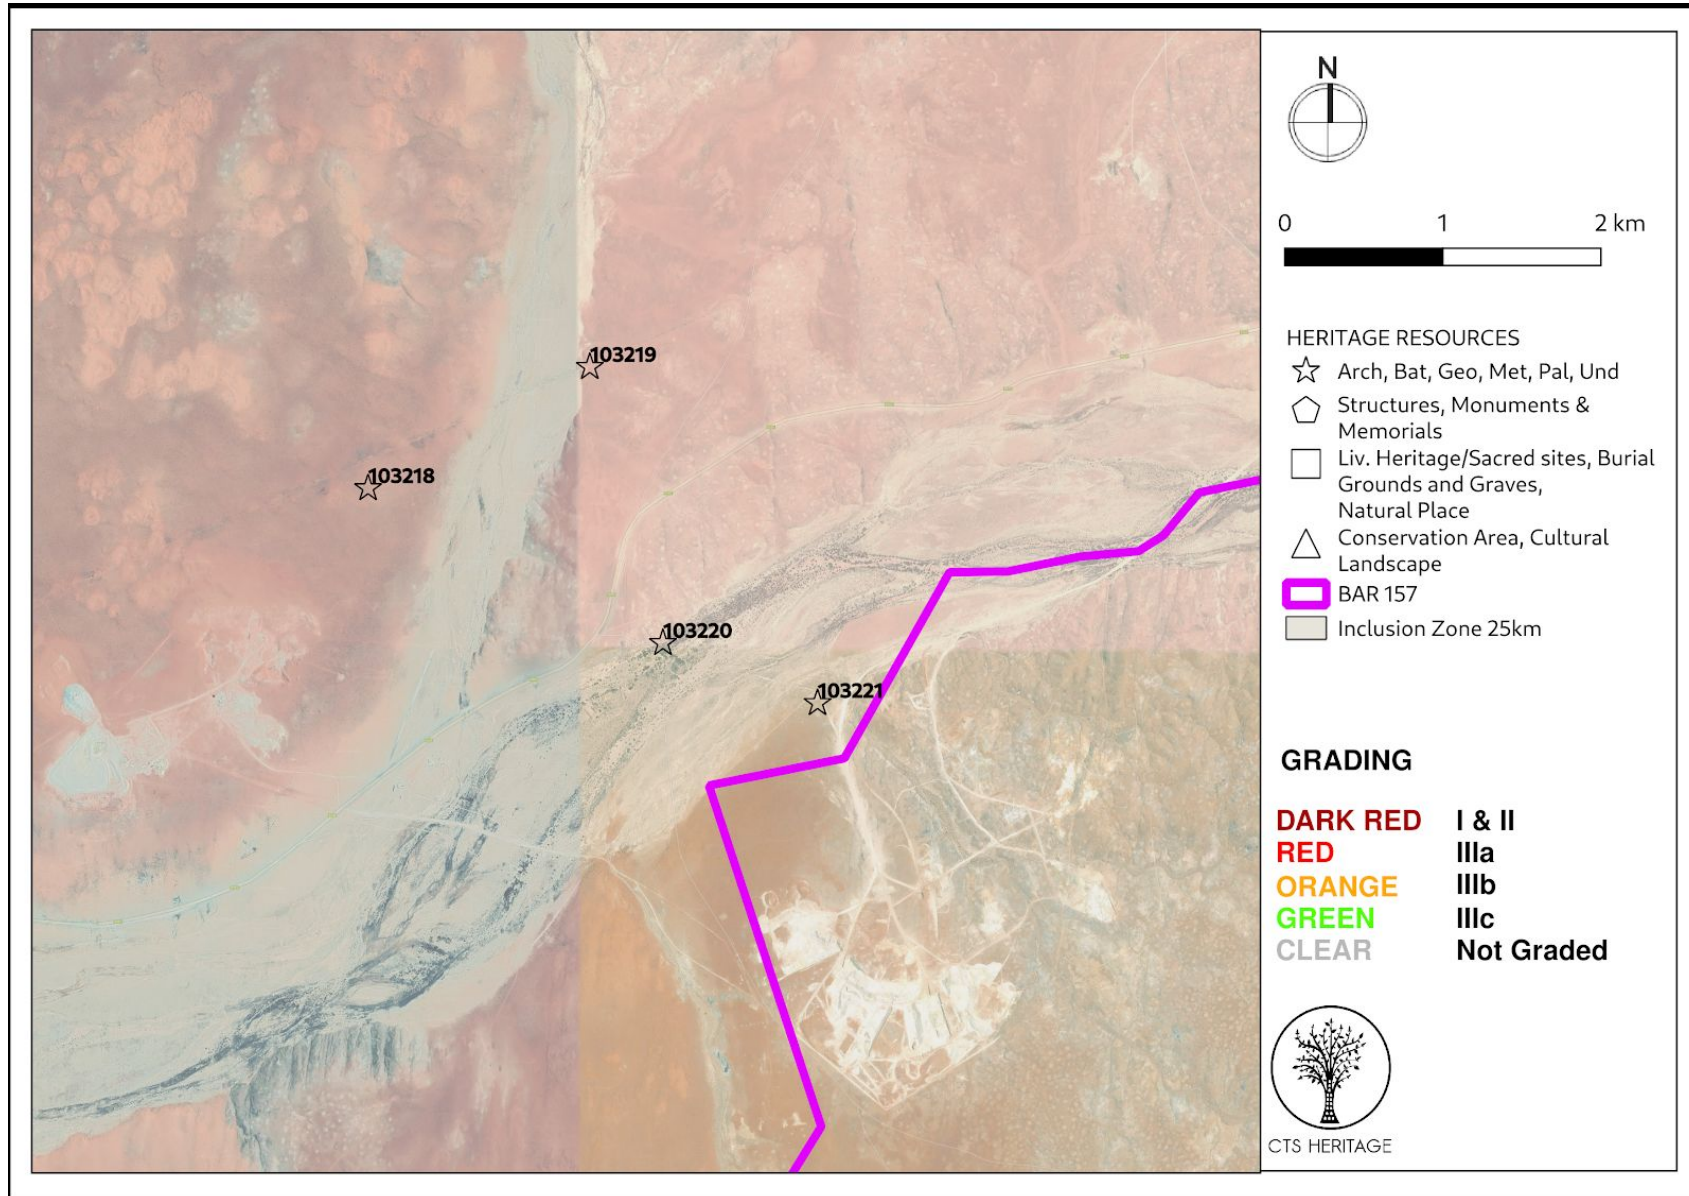 103219
103218
103220
103221
N
0 1 2 km
HERITAGE RESOURCES
Arch, Bat, Geo, Met, Pal, Und
Structures, Monuments &
Memorials
Liv. Heritage/Sacred sites, Burial
Grounds and Graves,
Natural Place
Conservation Area, Cultural
Landscape
BAR 157
Inclusion Zone 25km
GRADING
DARK RED I & II
RED IIIa
ORANGE IIIb
GREEN IIIc
CLEAR Not Graded
CTS HERITAGE